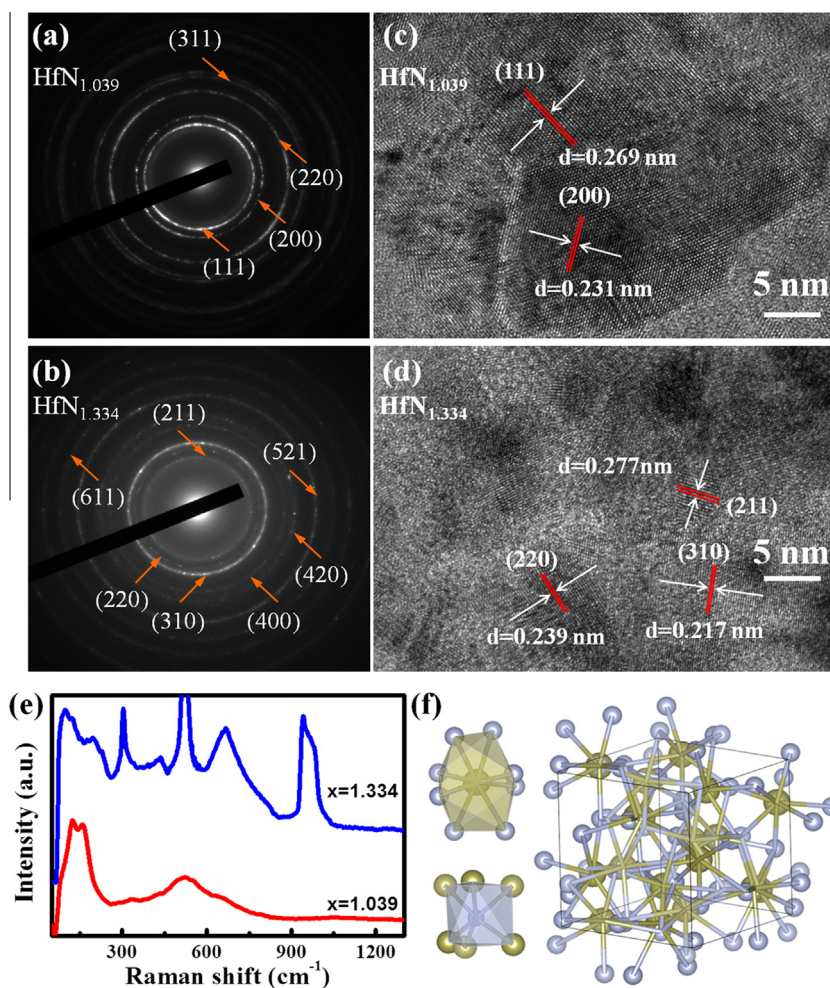 (a)
HfN1.039
(311)
(220)
(200)
(111)
(c)
HfN1.039
(111)
d=0.269 nm
(200)
d=0.231 nm
5 nm
(b)
HfN1.334
(211)
(521)
(611)
(220)
(310)
(400)
(420)
(d)
HfN1.334
d=0.277nm
(211)
(220)
(310)
d=0.239 nm
d=0.217 nm
5 nm
(e)
x=1.334
x=1.039
Intensity (a.u.)
300 600 900 1200
Raman shift (cm-1)
(f)